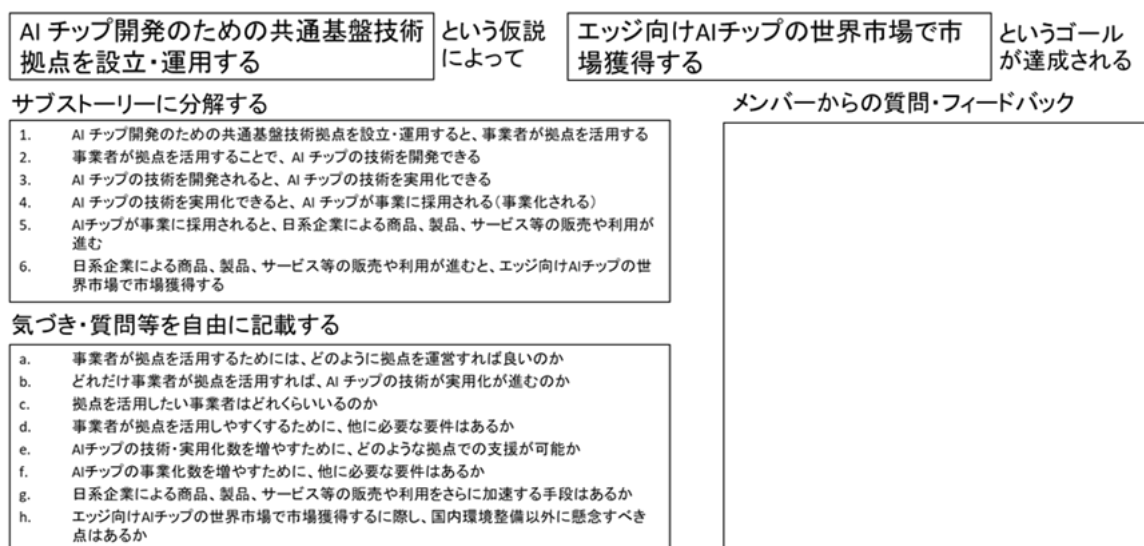 AI チップ開発のための共通基盤技術
拠点を設立・運用する
という仮説
によって
エッジ向けAIチップの世界市場で市
場獲得する
というゴール
が達成される
サブストーリーに分解する
1. AI チップ開発のための共通基盤技術拠点を設立・運用すると、事業者が拠点を活用する
2. 事業者が拠点を活用することで、AI チップの技術を開発できる
3. AI チップの技術を開発されると、AI チップの技術を実用化できる
4. AI チップの技術を実用化できると、AI チップが事業に採用される（事業化される）
5. AIチップが事業に採用されると、日系企業による商品、製品、サービス等の販売や利用が
進む
6. 日系企業による商品、製品、サービス等の販売や利用が進むと、エッジ向けAIチップの世
界市場で市場獲得する
気づき・質問等を自由に記載する
a. 事業者が拠点を活用するためには、どのように拠点を運営すれば良いのか
b. どれだけ事業者が拠点を活用すれば、AI チップの技術が実用化が進むのか
c. 拠点を活用したい事業者はどれくらいいるのか
d. 事業者が拠点を活用しやすくするために、他に必要な要件はあるか
e. AIチップの技術・実用化数を増やすために、どのような拠点での支援が可能か
f. AIチップの事業化数を増やすために、他に必要な要件はあるか
g. 日系企業による商品、製品、サービス等の販売や利用をさらに加速する手段はあるか
h. エッジ向けAIチップの世界市場で市場獲得するに際し、国内環境整備以外に懸念すべき
点はあるか
メンバーからの質問・フィードバック